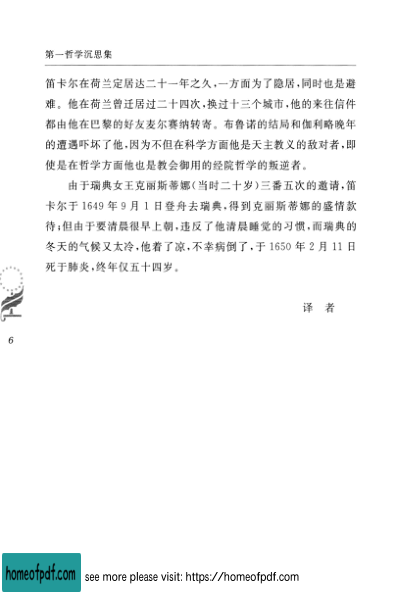 第一哲学沉思集
笛卡尔在荷兰定居达二十一年之久,一方面为了隐居,同时也是避
难。他在荷兰曾迁居过二十四次,换过十三个城市,他的来往信件
都由他在巴黎的好友麦尔赛纳转寄。布鲁诺的结局和伽利略晚年
的遭遇吓坏了他,因为不但在科学方面他是天主教义的敌对者,即
使是在哲学方面他也是教会御用的经院哲学的叛逆者。
由于瑞典女王克丽斯蒂娜(当时二十岁)三番五次的邀请,笛
卡尔于 1649 年 9 月 1 日登舟去瑞典,得到克丽斯蒂娜的盛情款
待;但由于要清晨很早上朝,违反了他清晨睡觉的习惯,而瑞典的
冬天的气候又太冷,他着了凉,不幸病倒了,于 1650 年 2 月 11 日
死于肺炎,终年仅五十四岁。
译 者
6
homeofpdf.com
see more please visit: https://homeofpdf.com